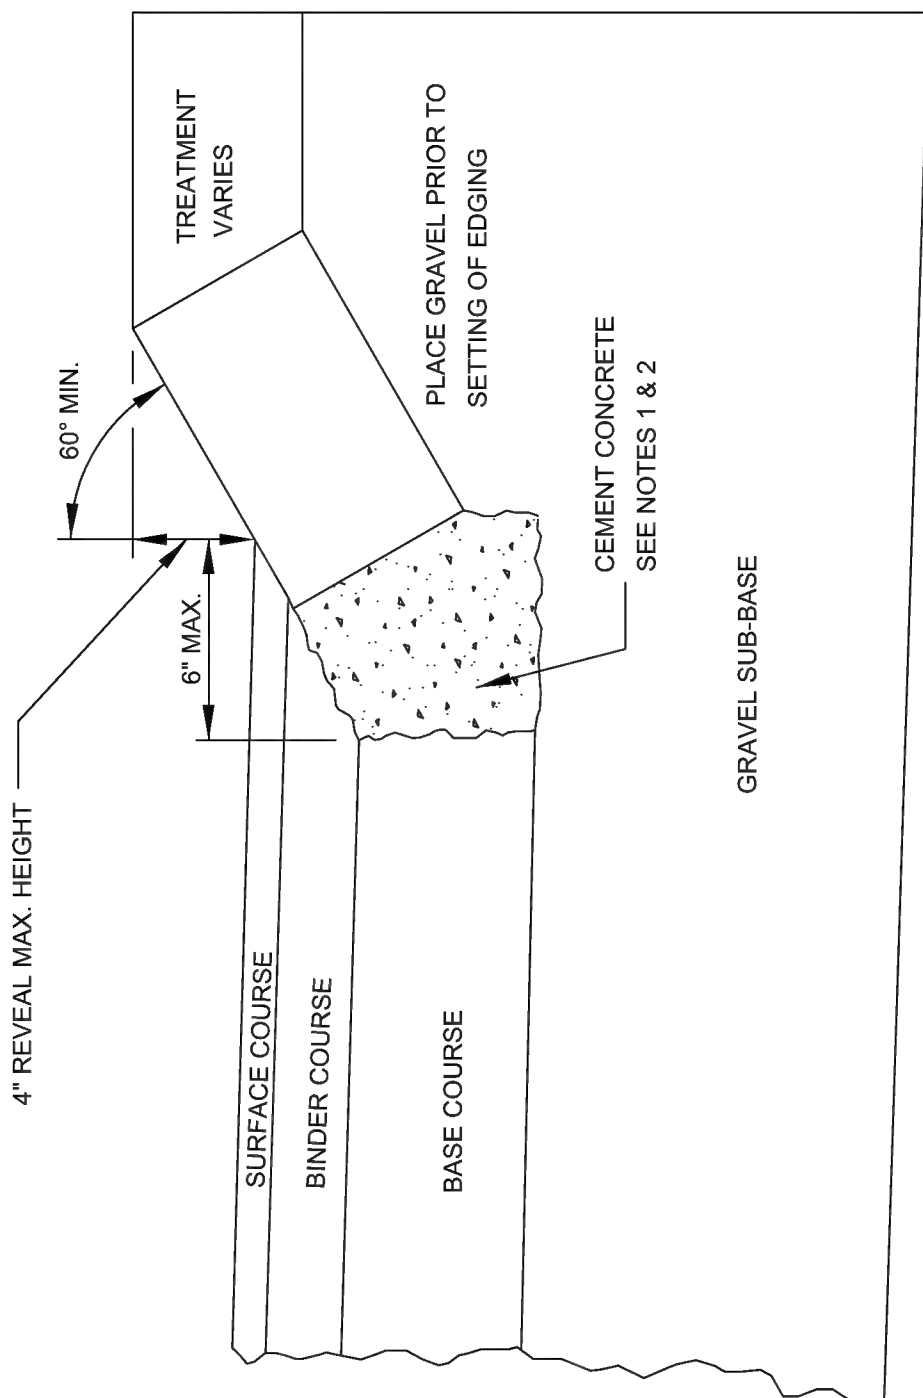 4" REVEAL MAX. HEIGHT
60° MIN.
TREATMENT
VARIES
6" MAX.
SURFACE COURSE
BINDER COURSE
BASE COURSE
PLACE GRAVEL PRIOR TO
SETTING OF EDGING
CEMENT CONCRETE
SEE NOTES 1 & 2
GRAVEL SUB-BASE